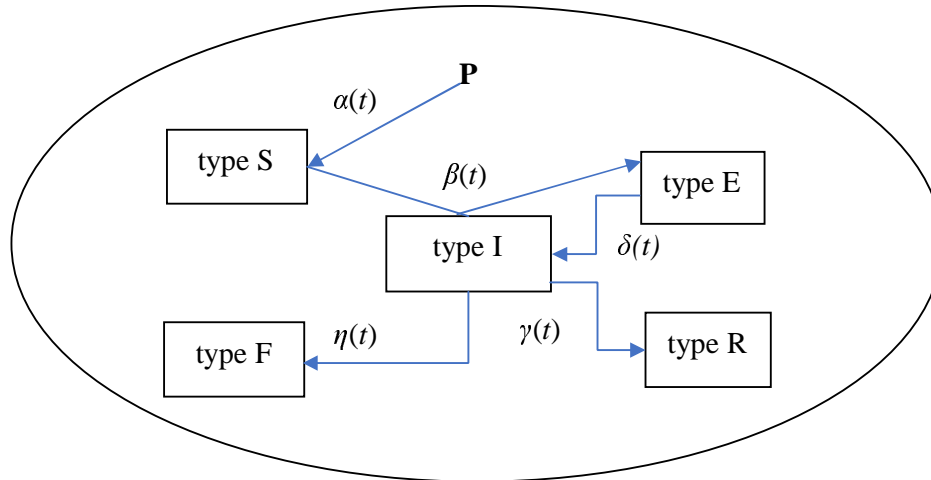 P
α(t)
type S
β(t)
type E
type I
δ(t)
η(t)
γ(t)
type F
type R